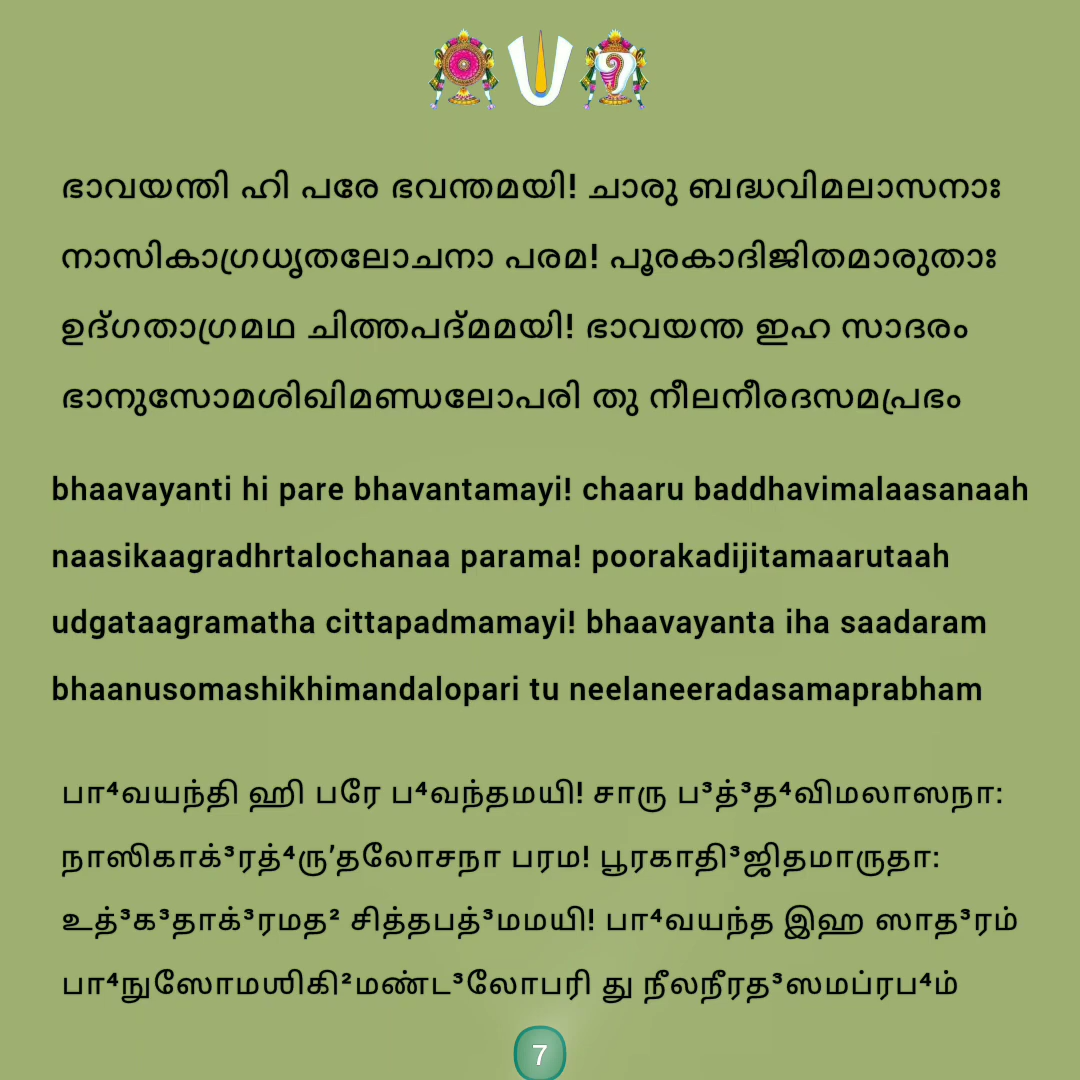 ഭാവയന്തി ഹി പരേ ഭവന്തമയി! ചാരു ബദ്ധവിമലാസനാഃ
നാസികാഗ്രധൃതലോചനാ പരമ! പൂരകാദിജിതമാരുതാഃ
ഉദ്ഗതാഗ്രമഥ ചിത്തപദ്മമയി! ഭാവയന്ത ഇഹ സാദരം
ഭാനുസോമശിഖിമണ്ഡലോപരി തു നീലനീരദസമപ്രഭം
bhaavayanti hi pare bhavantamayi! chaaru baddhavimalaasanaah
naasikaagradhrtalochanaa parama! poorakadijitamaarutaah
udgataagramatha cittapadmamayi! bhaavayanta iha saadaram
bhaanusomashikhimandalopari tu neelaneeradasamaprabham
பா⁴வயந்தி ஹி பரே ப⁴வந்தமயி! சாரு ப³த்³த⁴விமலாஸநா:
நாஸிகாக்³ரத்⁴ரு’தலோசநா பரம! பூரகாதி³ஜிதமாருதா:
உத்³க³தாக்³ரமத² சித்தபத்³மமயி! பா⁴வயந்த இஹ ஸாத³ரம்
பா⁴நுஸோமஶிகி²மண்ட³லோபரி து நீலநீரத³ஸமப்ரப⁴ம்
7